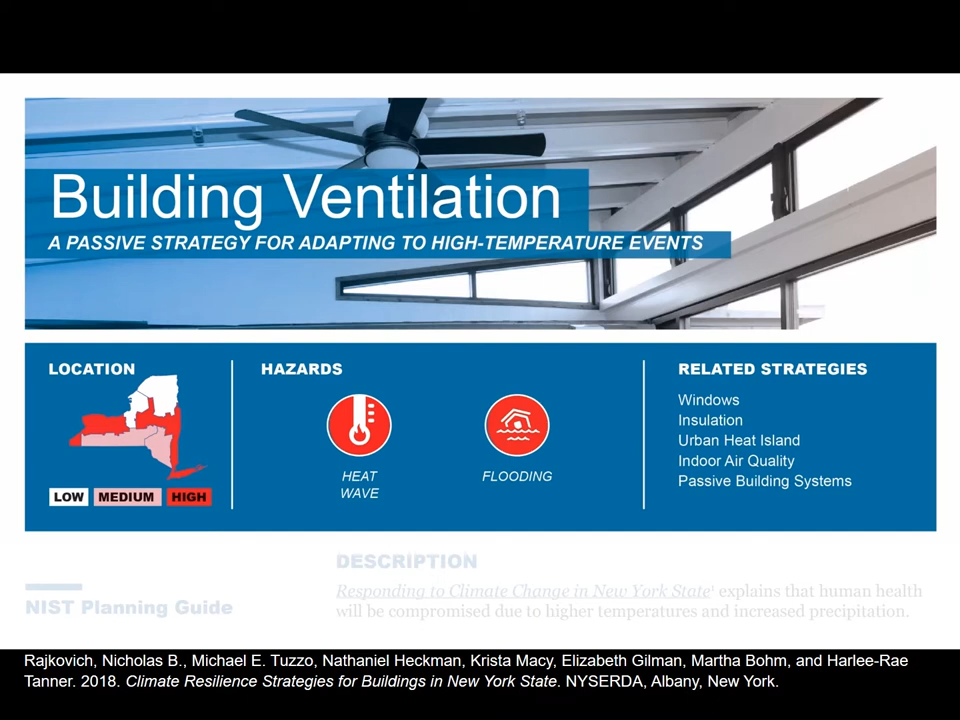 Building Ventilation
A PASSIVE STRATEGY FOR ADAPTING TO HIGH-TEMPERATURE EVENTS
LOCATION
LOW MEDIUM HIGH
HAZARDS
HEAT
WAVE
FLOODING
RELATED STRATEGIES
Windows
Insulation
Urban Heat Island
Indoor Air Quality
Passive Building Systems
NIST Planning Guide
DESCRIPTION
Responding to Climate Change in New York State¹ explains that human health
will be compromised due to higher temperatures and increased precipitation.
Rajkovich, Nicholas B., Michael E. Tuzzo, Nathaniel Heckman, Krista Macy, Elizabeth Gilman, Martha Bohm, and Harlee-Rae
Tanner. 2018. Climate Resilience Strategies for Buildings in New York State. NYSERDA, Albany, New York.